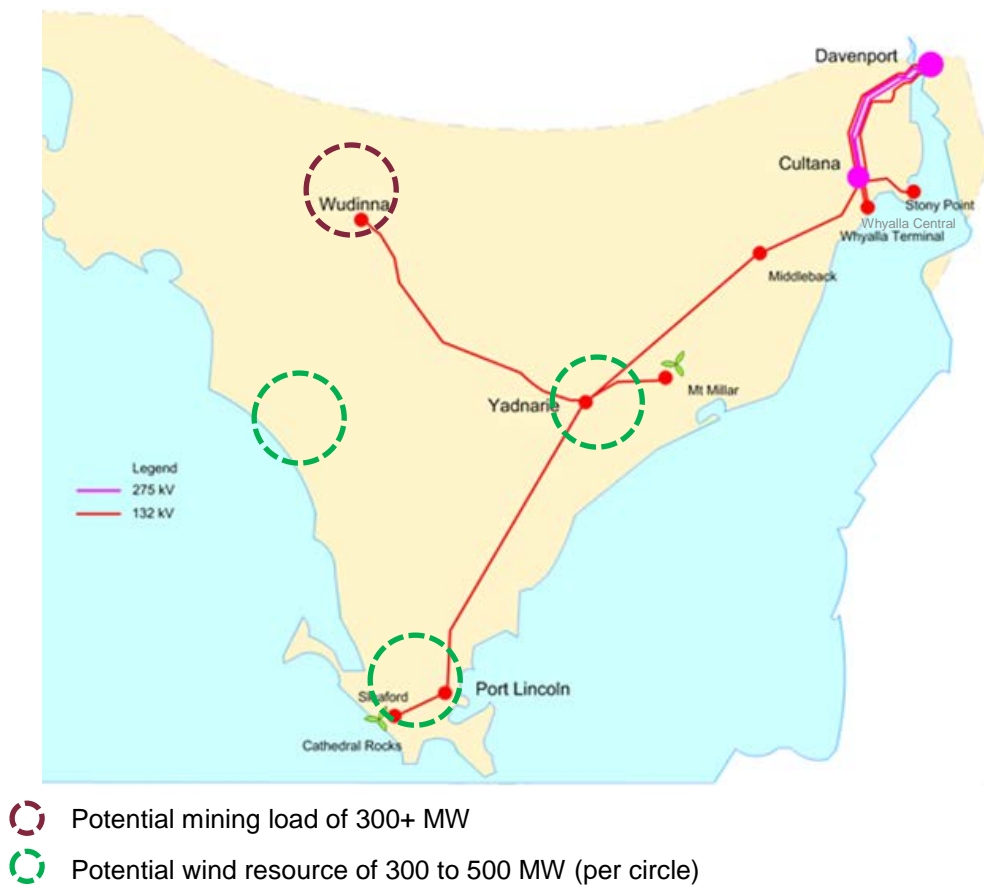 Davenport
Cultana
Wudinna
Stony Point
Whyalla Central
Whyalla Terminal
Middleback
Mt Millar
Yadnarie
Legend
275 kV
132 kV
Port Lincoln
Sleaford
Cathedral Rocks
Potential mining load of 300+ MW
Potential wind resource of 300 to 500 MW (per circle)